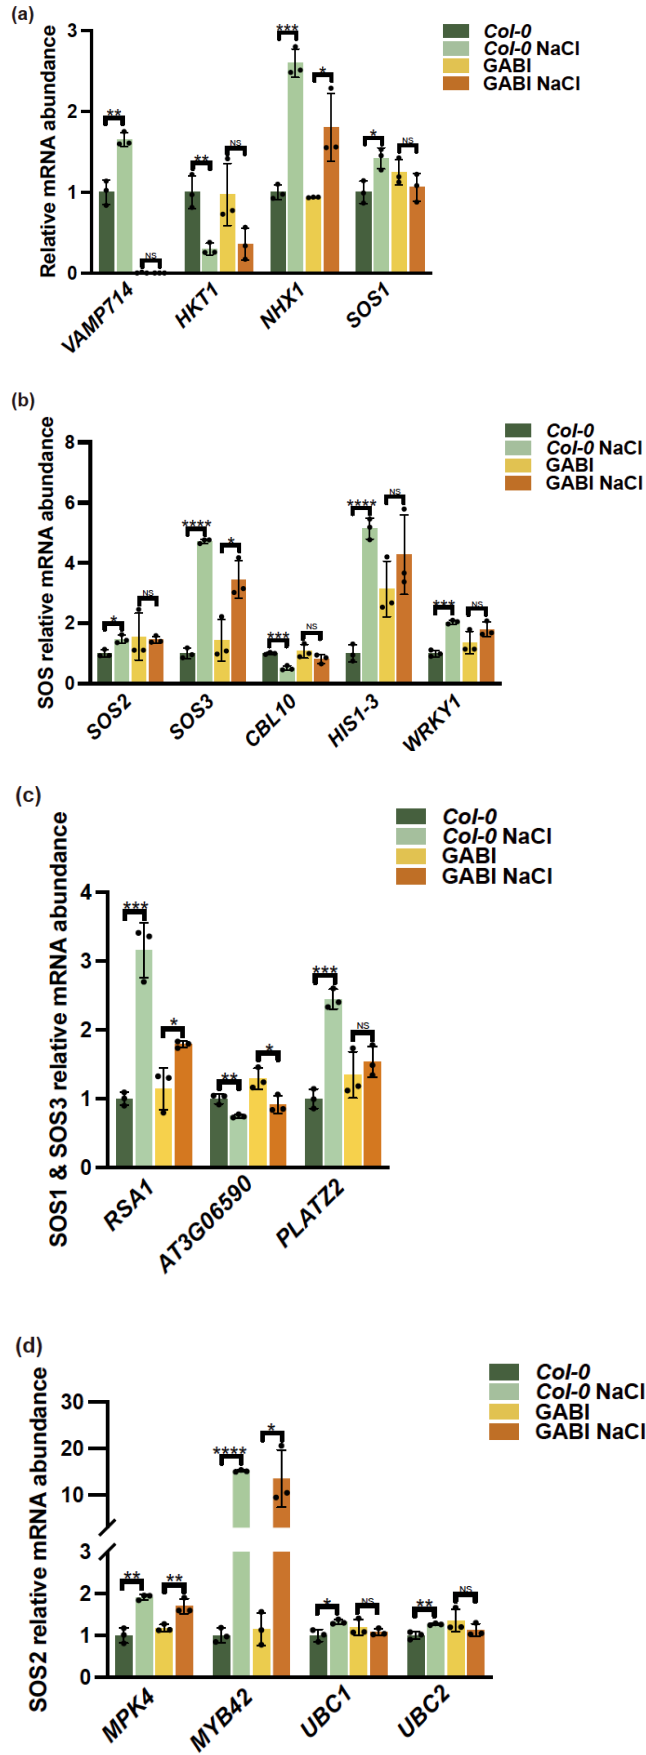 (a)
Col-0
Col-0 NaCl
GABI
GABI NaCl
Relative mRNA abundance
3
2
1
0
** NS
** NS
*** *
* NS
VAMP714
HKT1
NHX1
SOS1
(b)
Col-0
Col-0 NaCl
GABI
GABI NaCl
SOS relative mRNA abundance
8
6
4
2
0
* NS
**** *
*** NS
**** NS
*** NS
SOS2
SOS3
CBL10
HIS1-3
WRKY1
(c)
Col-0
Col-0 NaCl
GABI
GABI NaCl
SOS1 & SOS3 relative mRNA abundance
4
3
2
1
0
*** *
** *
*** NS
RSA1
AT3G06590
PLATZ2
(d)
Col-0
Col-0 NaCl
GABI
GABI NaCl
SOS2 relative mRNA abundance
30
20
10
3
2
1
0
** **
**** *
* NS
** NS
MPK4
MYB42
UBC1
UBC2